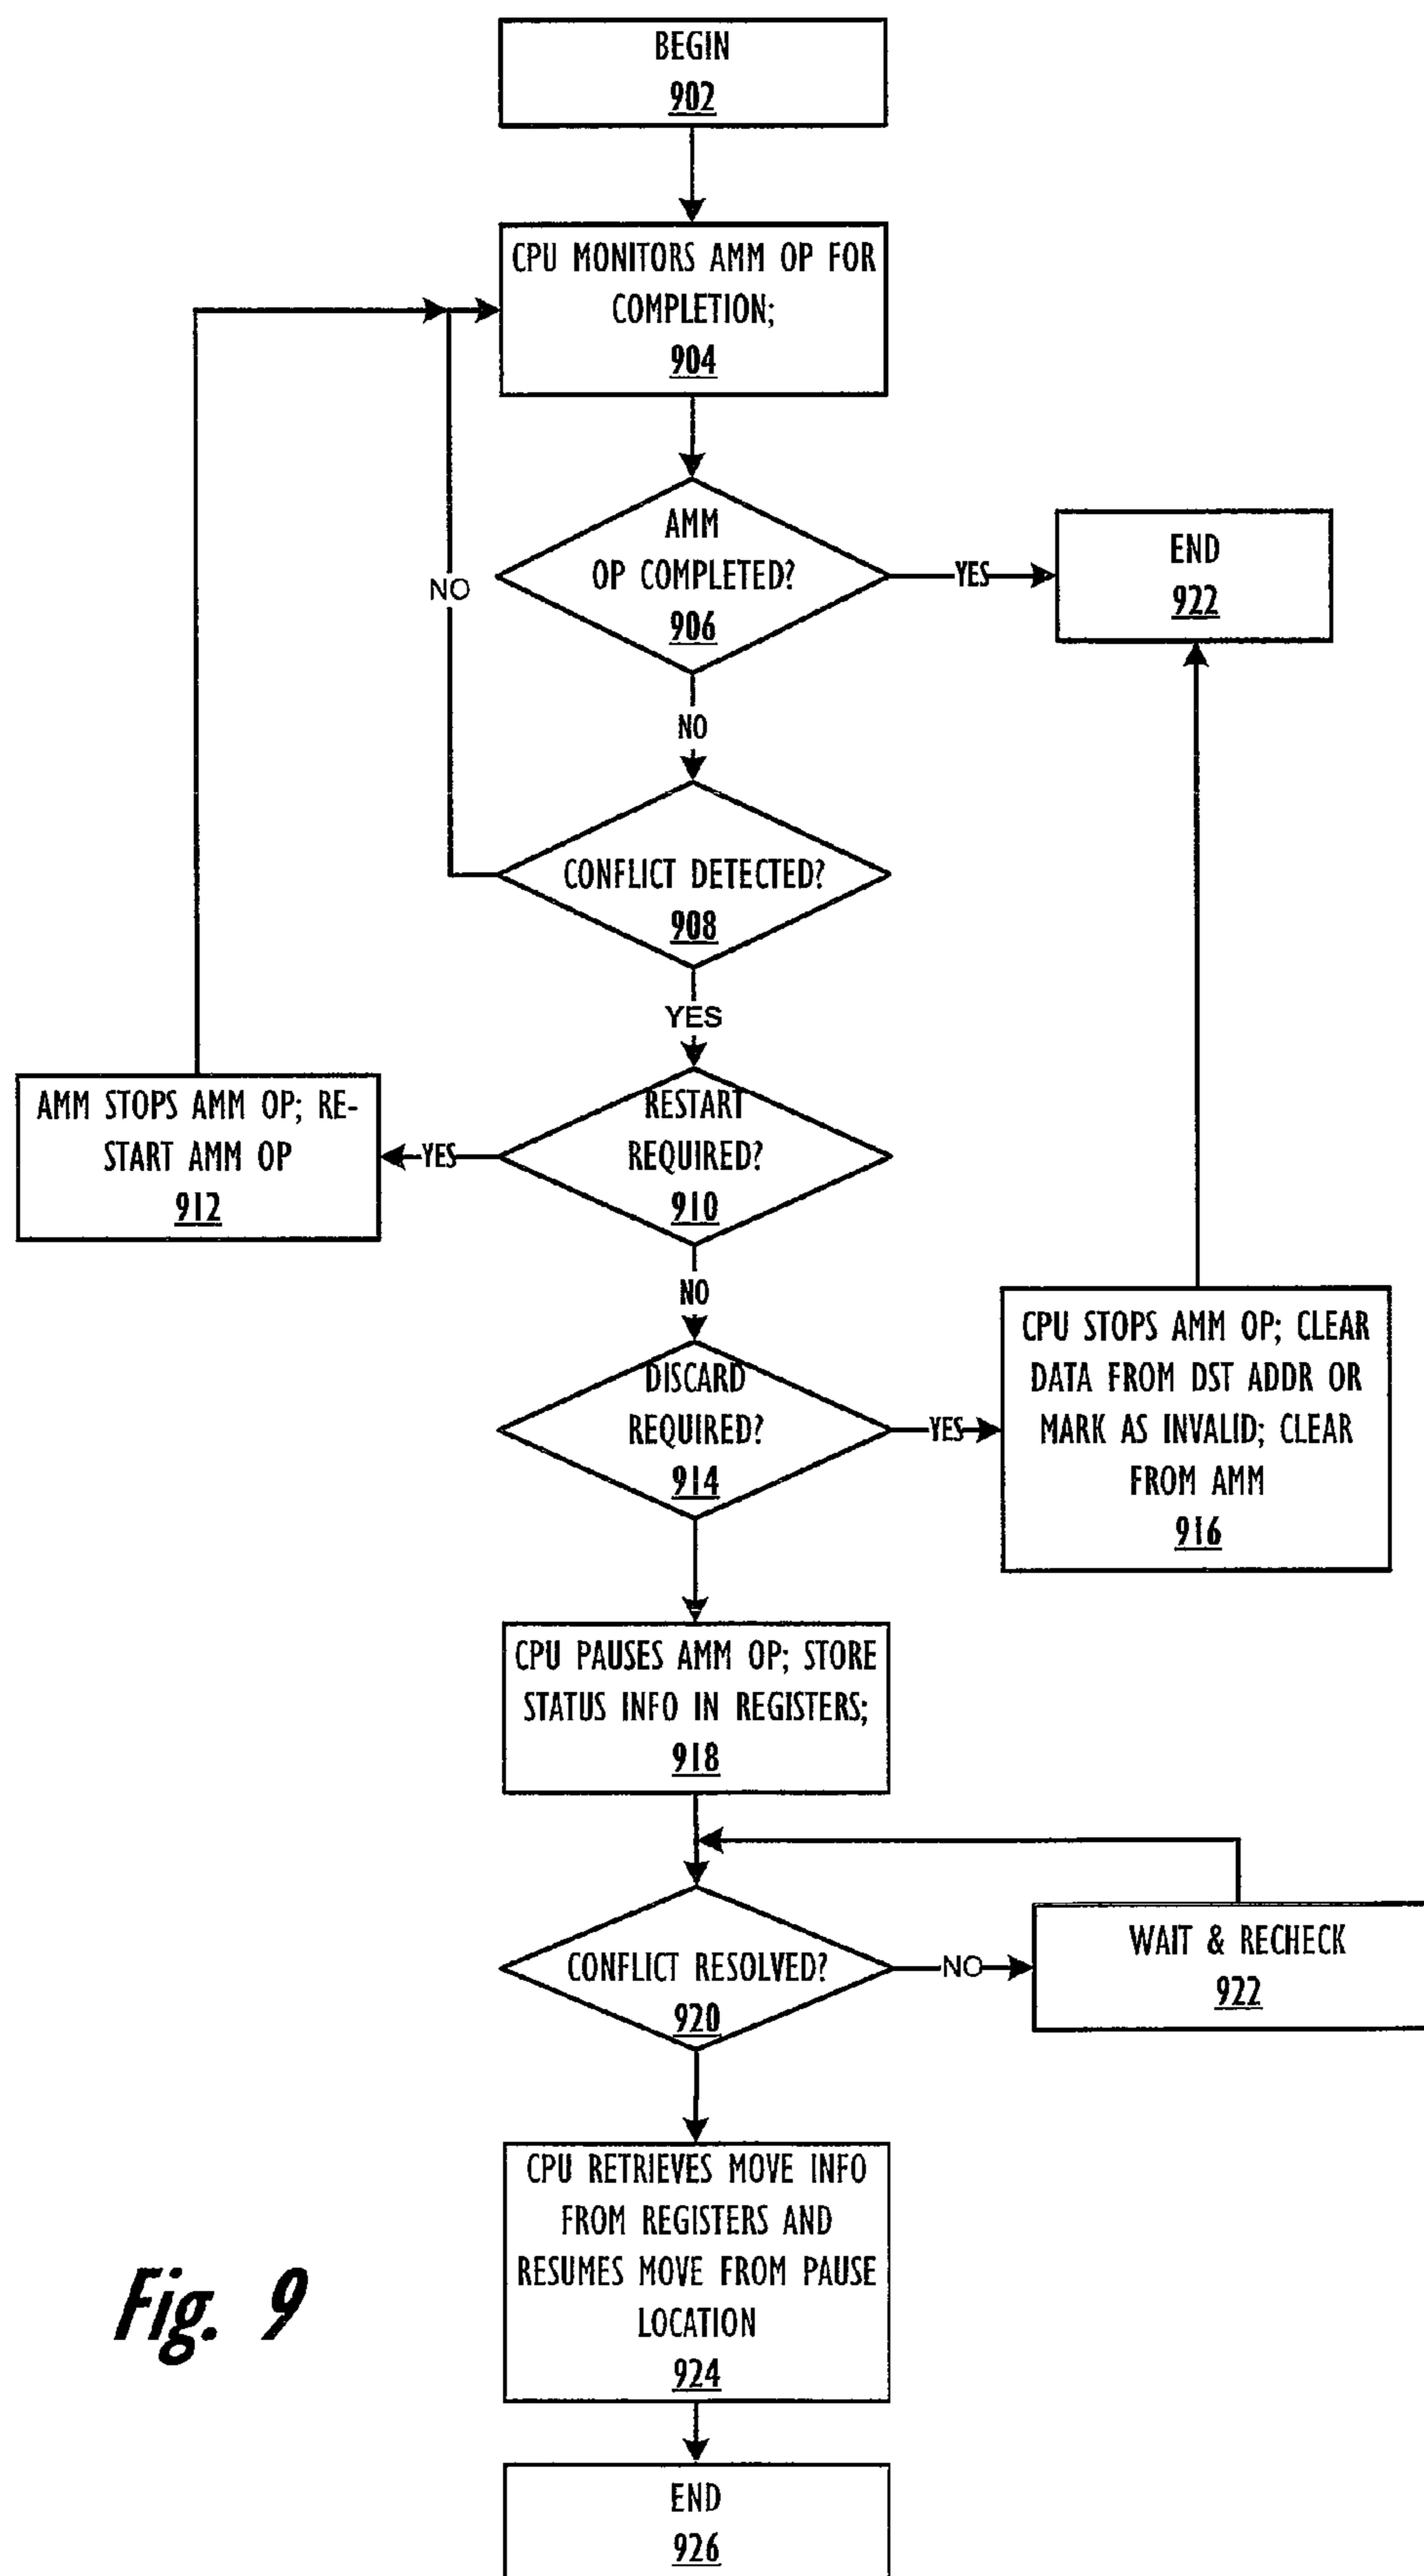 BEGIN
902
CPU MONITORS AMM OP FOR
COMPLETION;
904
AMM
OP COMPLETED?
906
YES
END
922
NO
NO
CONFLICT DETECTED?
908
YES
AMM STOPS AMM OP; RE-
START AMM OP
912
YES
RESTART
REQUIRED?
910
NO
DISCARD
REQUIRED?
914
YES
CPU STOPS AMM OP; CLEAR
DATA FROM DST ADDR OR
MARK AS INVALID; CLEAR
FROM AMM
916
CPU PAUSES AMM OP; STORE
STATUS INFO IN REGISTERS;
918
CONFLICT RESOLVED?
920
NO
WAIT & RECHECK
922
CPU RETRIEVES MOVE INFO
FROM REGISTERS AND
RESUMES MOVE FROM PAUSE
LOCATION
924
END
926
Fig. 9